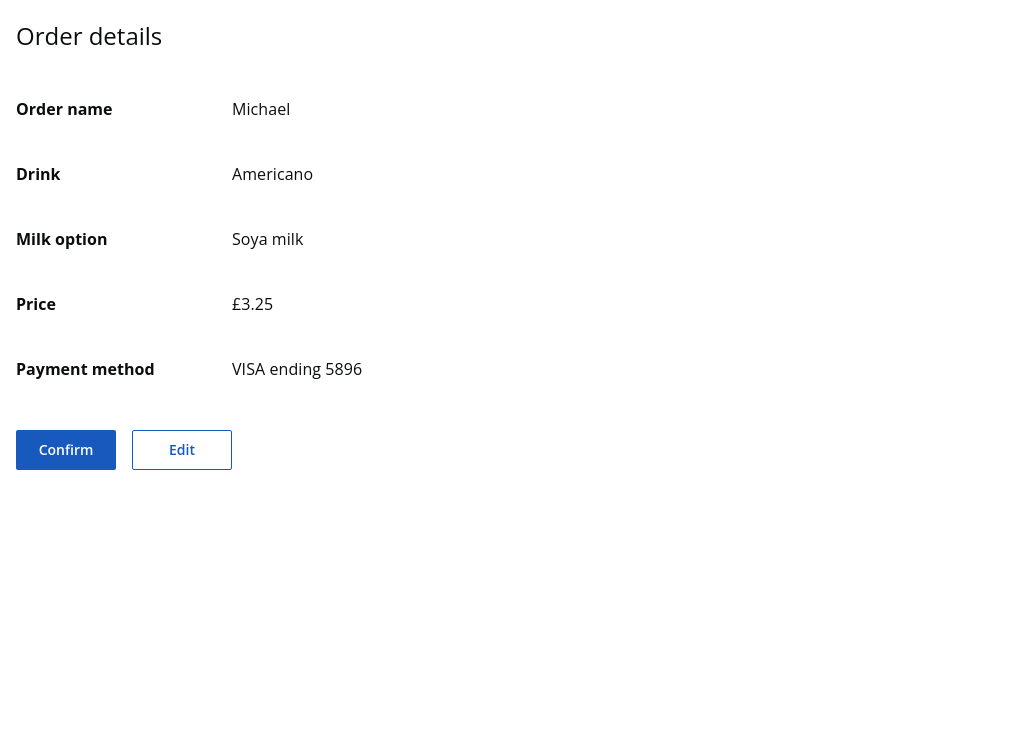 Order details
Order name Michael
Drink Americano
Milk option Soya milk
Price £3.25
Payment method VISA ending 5896
Confirm Edit